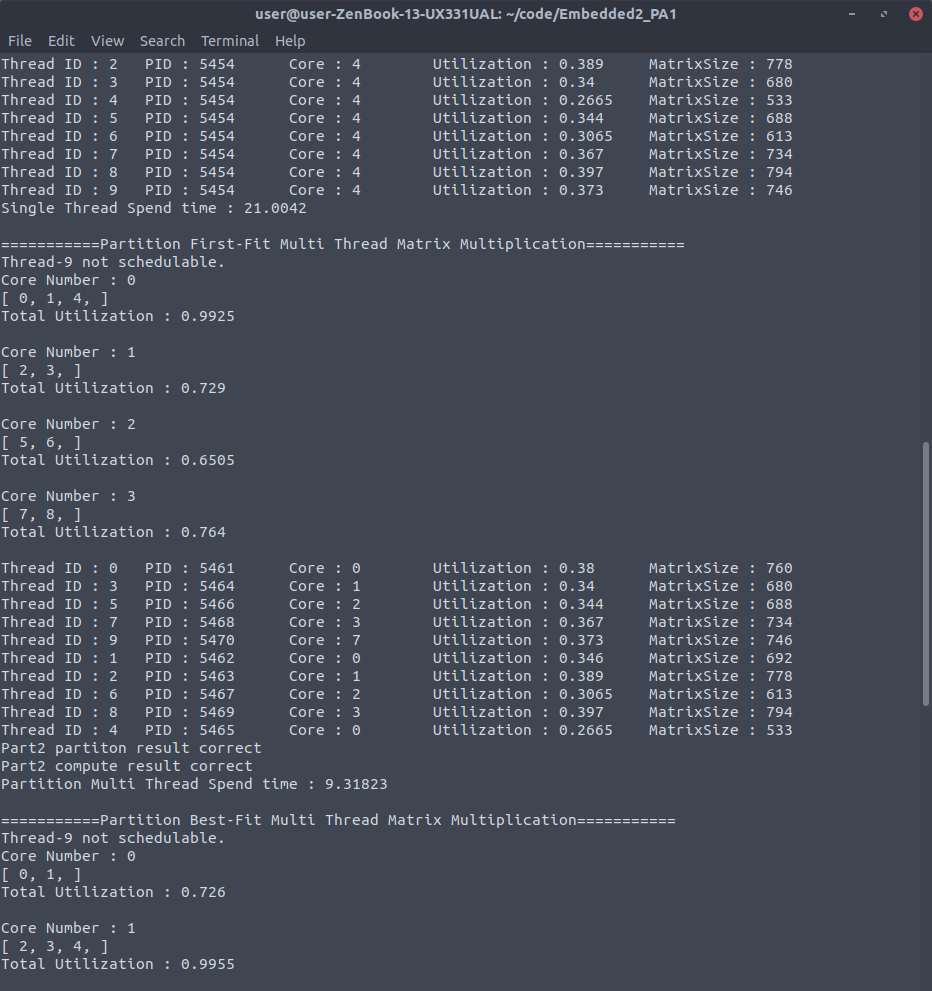 user@user-ZenBook-13-UX331UAL: ~/code/Embedded2_PA1
File Edit View Search Terminal Help
Thread ID : 2 PID : 5454 Core : 4 Utilization : 0.389 MatrixSize : 778
Thread ID : 3 PID : 5454 Core : 4 Utilization : 0.34 MatrixSize : 680
Thread ID : 4 PID : 5454 Core : 4 Utilization : 0.2665 MatrixSize : 533
Thread ID : 5 PID : 5454 Core : 4 Utilization : 0.344 MatrixSize : 688
Thread ID : 6 PID : 5454 Core : 4 Utilization : 0.3065 MatrixSize : 613
Thread ID : 7 PID : 5454 Core : 4 Utilization : 0.367 MatrixSize : 734
Thread ID : 8 PID : 5454 Core : 4 Utilization : 0.397 MatrixSize : 794
Thread ID : 9 PID : 5454 Core : 4 Utilization : 0.373 MatrixSize : 746
Single Thread Spend time : 21.0042
===========Partition First-Fit Multi Thread Matrix Multiplication===========
Thread-9 not schedulable.
Core Number : 0
[ 0, 1, 4, ]
Total Utilization : 0.9925
Core Number : 1
[ 2, 3, ]
Total Utilization : 0.729
Core Number : 2
[ 5, 6, ]
Total Utilization : 0.6505
Core Number : 3
[ 7, 8, ]
Total Utilization : 0.764
Thread ID : 0 PID : 5461 Core : 0 Utilization : 0.38 MatrixSize : 760
Thread ID : 3 PID : 5464 Core : 1 Utilization : 0.34 MatrixSize : 680
Thread ID : 5 PID : 5466 Core : 2 Utilization : 0.344 MatrixSize : 688
Thread ID : 7 PID : 5468 Core : 3 Utilization : 0.367 MatrixSize : 734
Thread ID : 9 PID : 5470 Core : 7 Utilization : 0.373 MatrixSize : 746
Thread ID : 1 PID : 5462 Core : 0 Utilization : 0.346 MatrixSize : 692
Thread ID : 2 PID : 5463 Core : 1 Utilization : 0.389 MatrixSize : 778
Thread ID : 6 PID : 5467 Core : 2 Utilization : 0.3065 MatrixSize : 613
Thread ID : 8 PID : 5469 Core : 3 Utilization : 0.397 MatrixSize : 794
Thread ID : 4 PID : 5465 Core : 0 Utilization : 0.2665 MatrixSize : 533
Part2 partiton result correct
Part2 compute result correct
Partition Multi Thread Spend time : 9.31823
===========Partition Best-Fit Multi Thread Matrix Multiplication===========
Thread-9 not schedulable.
Core Number : 0
[ 0, 1, ]
Total Utilization : 0.726
Core Number : 1
[ 2, 3, 4, ]
Total Utilization : 0.9955